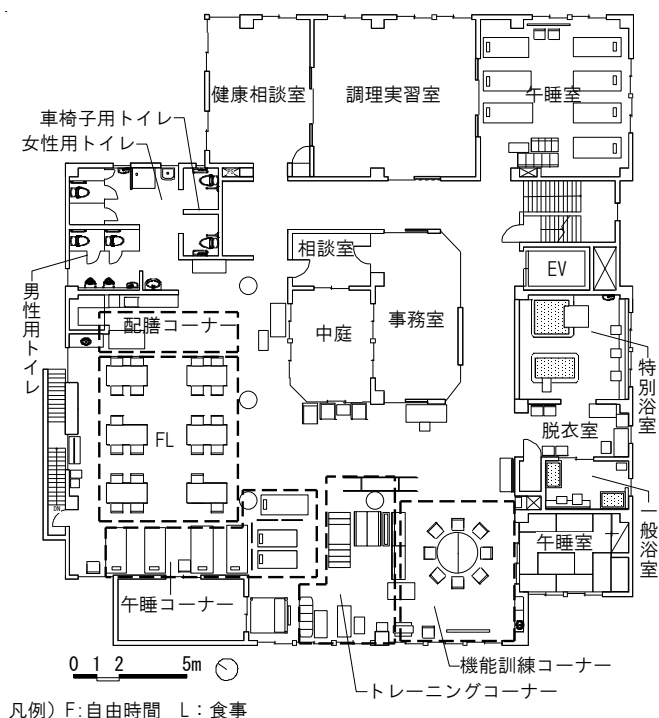 健康相談室
調理実習室
午睡室
車椅子用トイレ
女性用トイレ
相談室
EV
男性用トイレ
配膳コーナー
中庭
事務室
特別浴室
FL
脱衣室
一般浴室
午睡室
午睡コーナー
機能訓練コーナー
トレーニングコーナー
0 1 2 5m
凡例) F:自由時間 L:食事